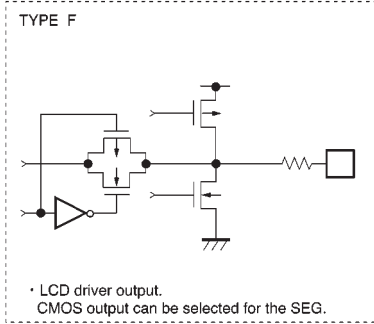 TYPE F
・LCD driver output.
CMOS output can be selected for the SEG.